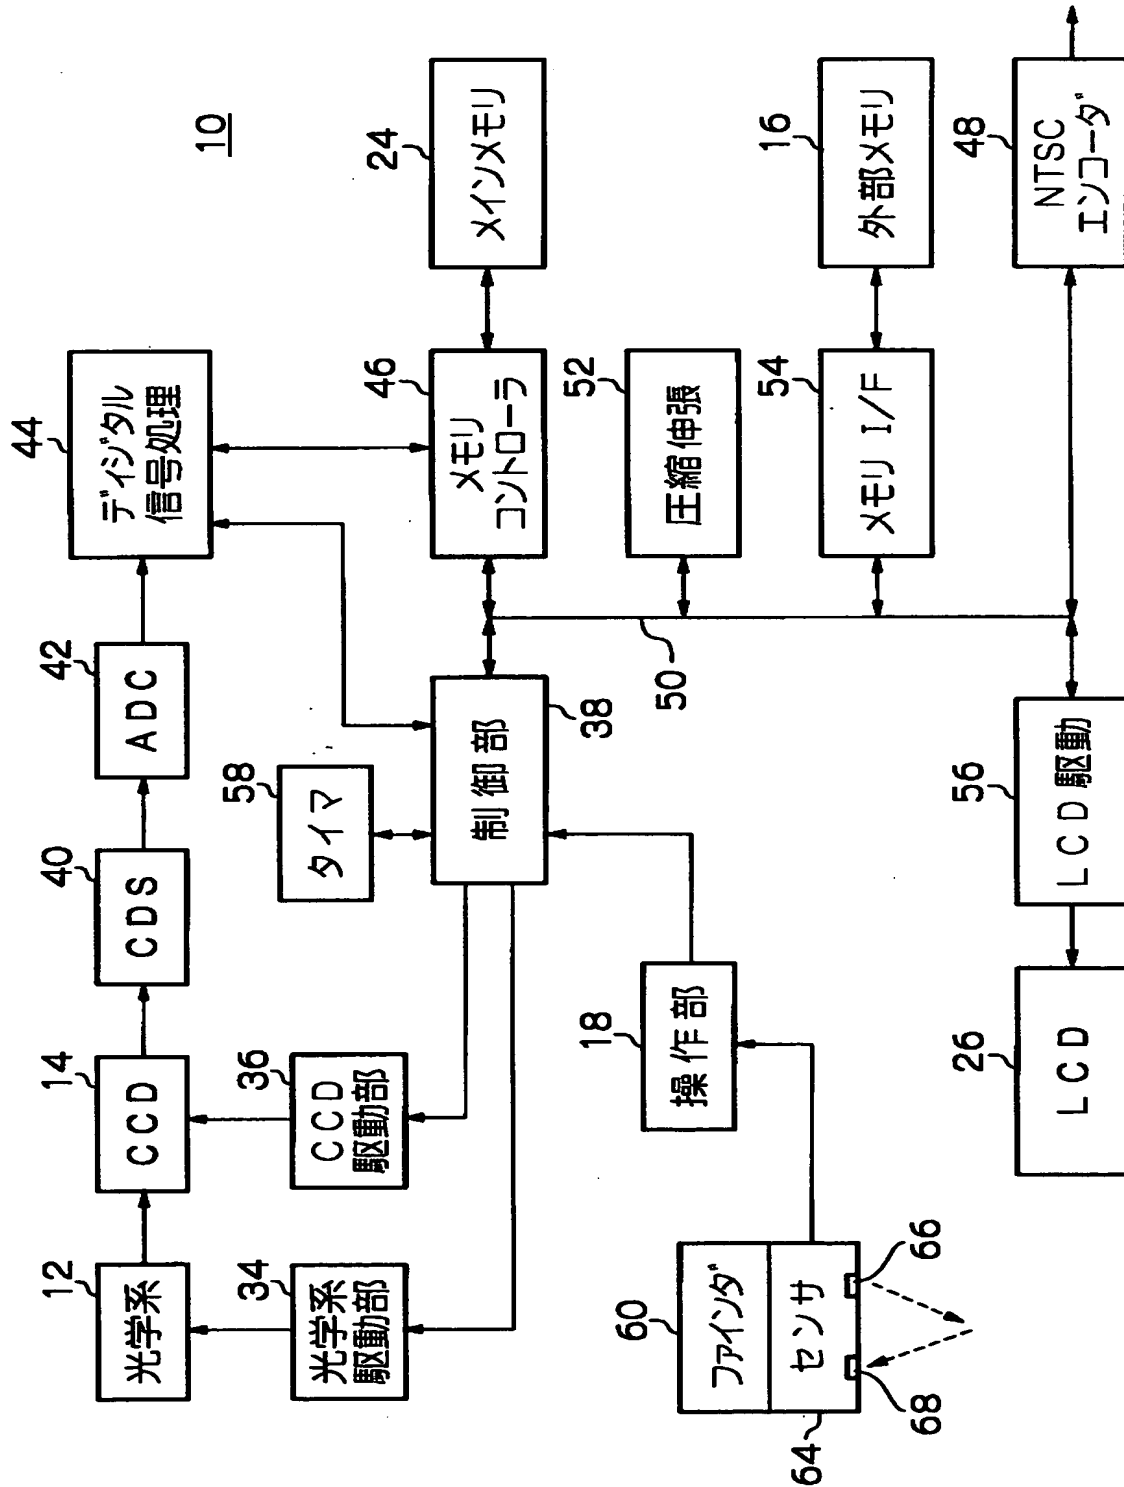 10
12
光学系
14
CCD
40
CDS
42
ADC
44
ディジタル
信号処理
34
光学系
駆動部
36
CCD
駆動部
58
タイマ
38
制御部
46
メモリ
コントローラ
24
メインメモリ
60
ファインダ
センサ
64
68
66
18
操作部
50
52
圧縮伸張
54
メモリ I/F
16
外部メモリ
26
LCD
56
LCD駆動
48
NTSC
エンコーダ